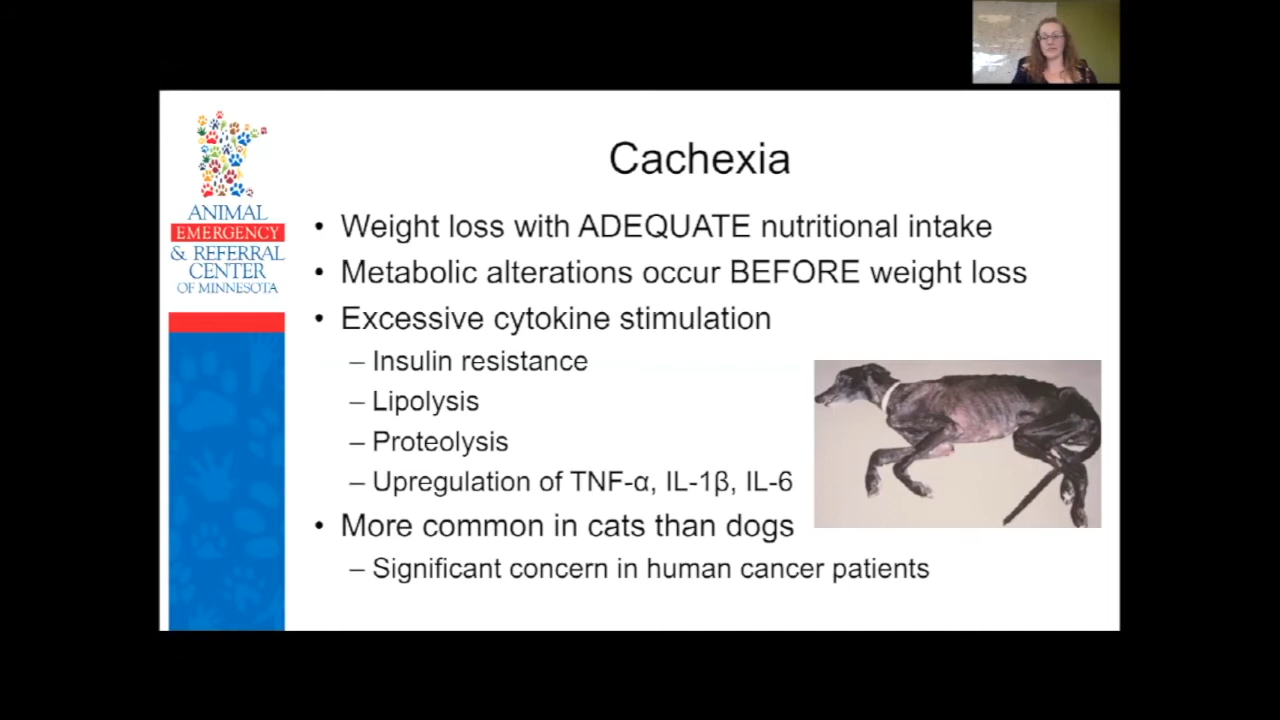 Cachexia
ANIMAL
EMERGENCY
& REFERRAL
CENTER
OF MINNESOTA
• Weight loss with ADEQUATE nutritional intake
• Metabolic alterations occur BEFORE weight loss
• Excessive cytokine stimulation
– Insulin resistance
– Lipolysis
– Proteolysis
– Upregulation of TNF-α, IL-1β, IL-6
• More common in cats than dogs
– Significant concern in human cancer patients